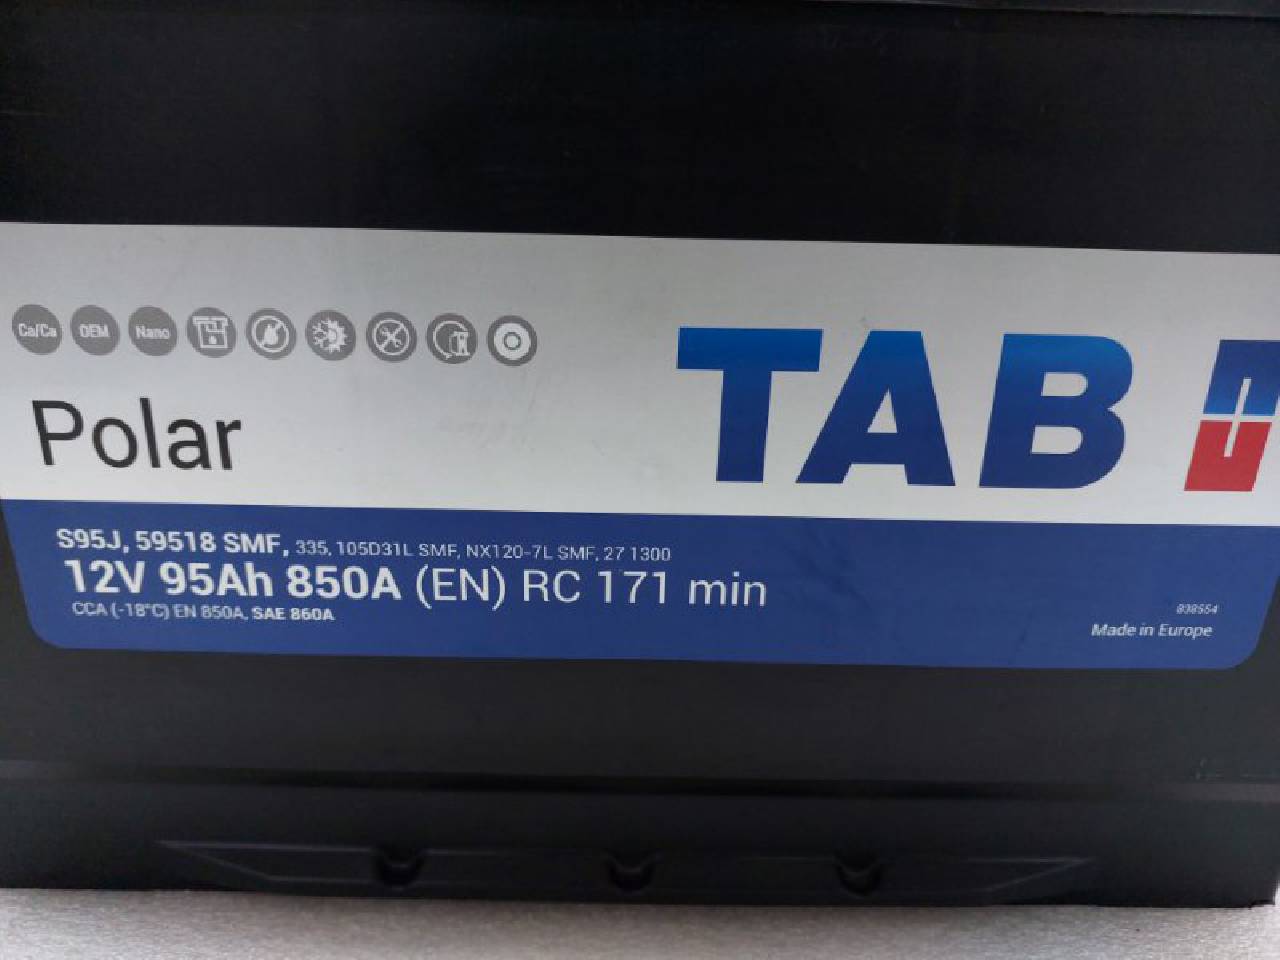 Ca/Ca OEM Nano
TAB
Polar
S95J, 59518 SMF, 335, 105D31L SMF, NX120-7L SMF, 27 1300
12V 95Ah 850A (EN) RC 171 min
CCA (-18°C) EN 850A, SAE 860A
838554
Made in Europe